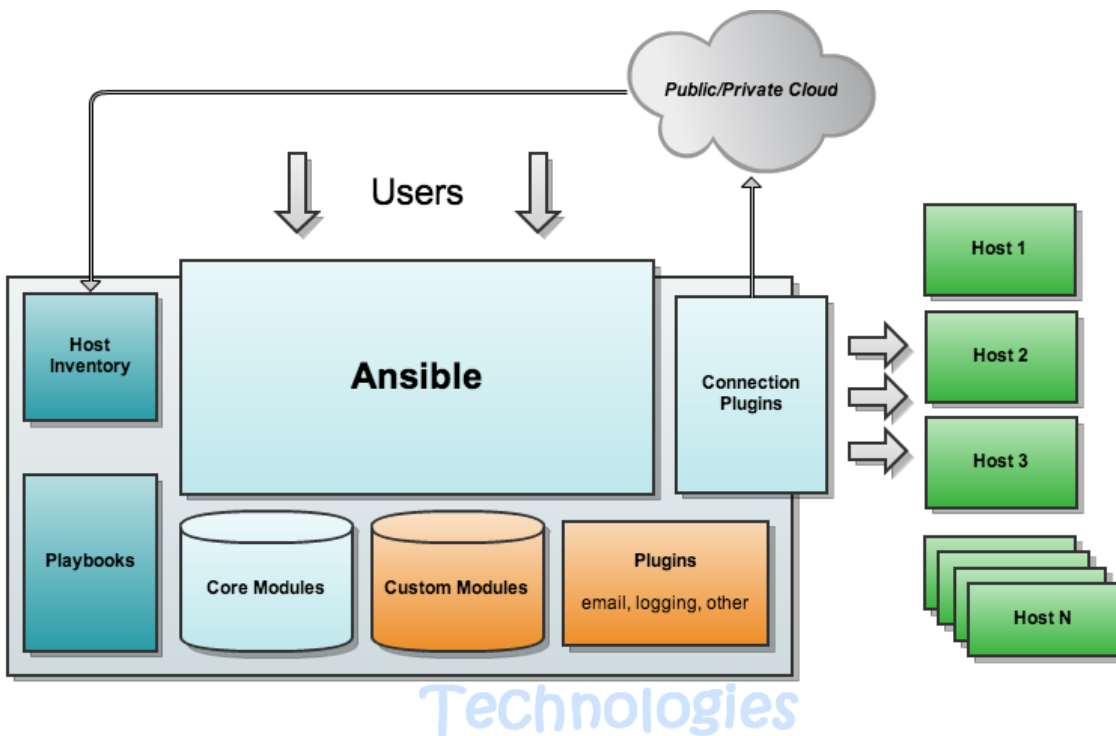 Public/Private Cloud
Users
Host 1
Host
Inventory
Ansible
Connection
Plugins
Host 2
Host 3
Playbooks
Core Modules
Custom Modules
Plugins
email, logging, other
Host N
Technologies